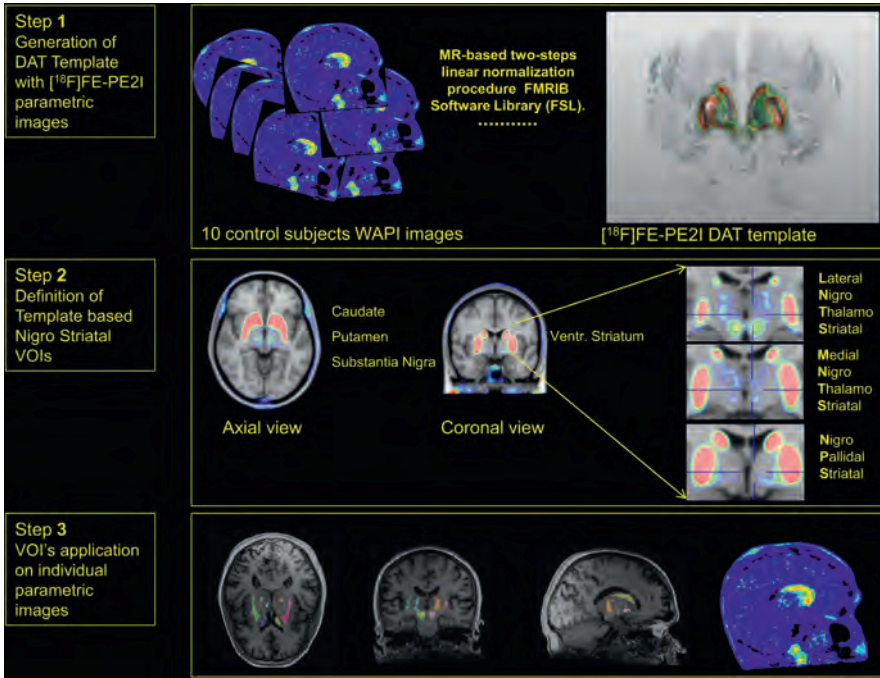 Step 1
Generation of
DAT Template
with [¹⁸F]FE-PE2I
parametric
images
MR-based two-steps
linear normalization
procedure FMRIB
Software Library (FSL).
...........
10 control subjects WAPI images
[¹⁸F]FE-PE2I DAT template
Step 2
Definition of
Template based
Nigro Striatal
VOIs
Caudate
Putamen
Substantia Nigra
Axial view
Ventr. Striatum
Coronal view
Lateral
Nigro
Thalamo
Striatal
Medial
Nigro
Thalamo
Striatal
Nigro
Pallidal
Striatal
Step 3
VOI's application
on individual
parametric
images